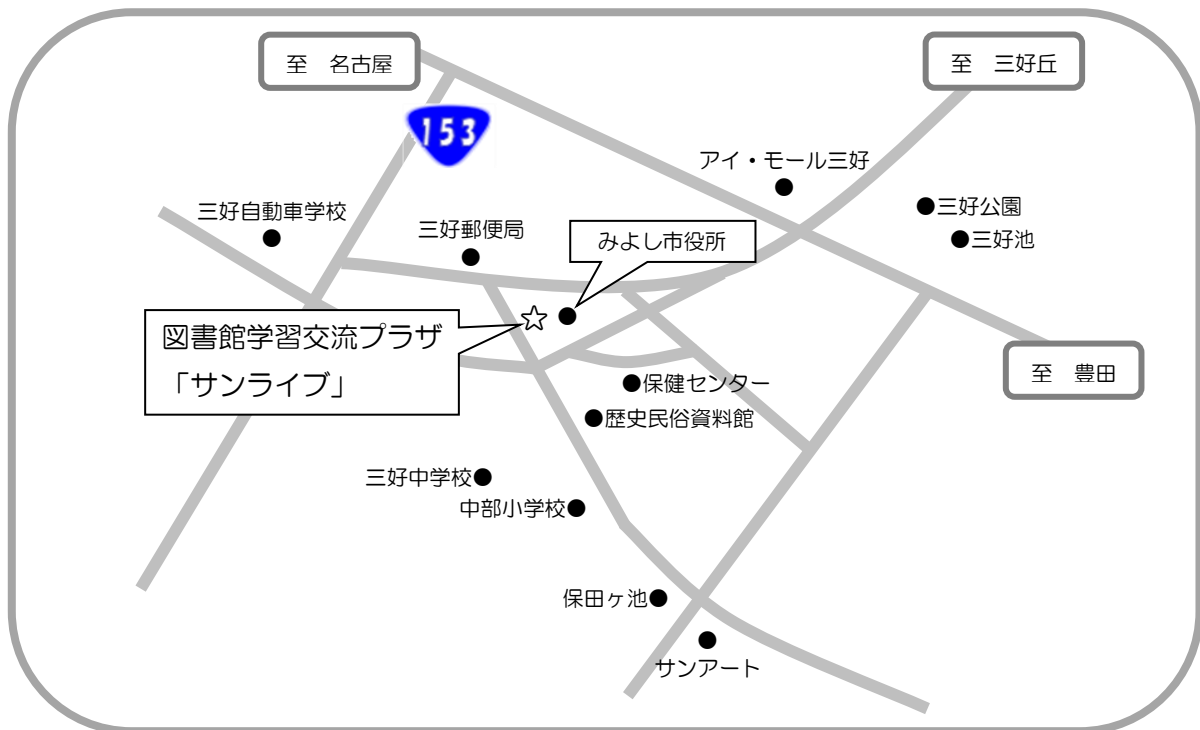 至 名古屋
至 三好丘
153
アイ・モール三好
三好自動車学校
三好公園
三好郵便局
みよし市役所
三好池
図書館学習交流プラザ
「サンライブ」
至 豊田
保健センター
歴史民俗資料館
三好中学校
中部小学校
保田ヶ池
サンアート